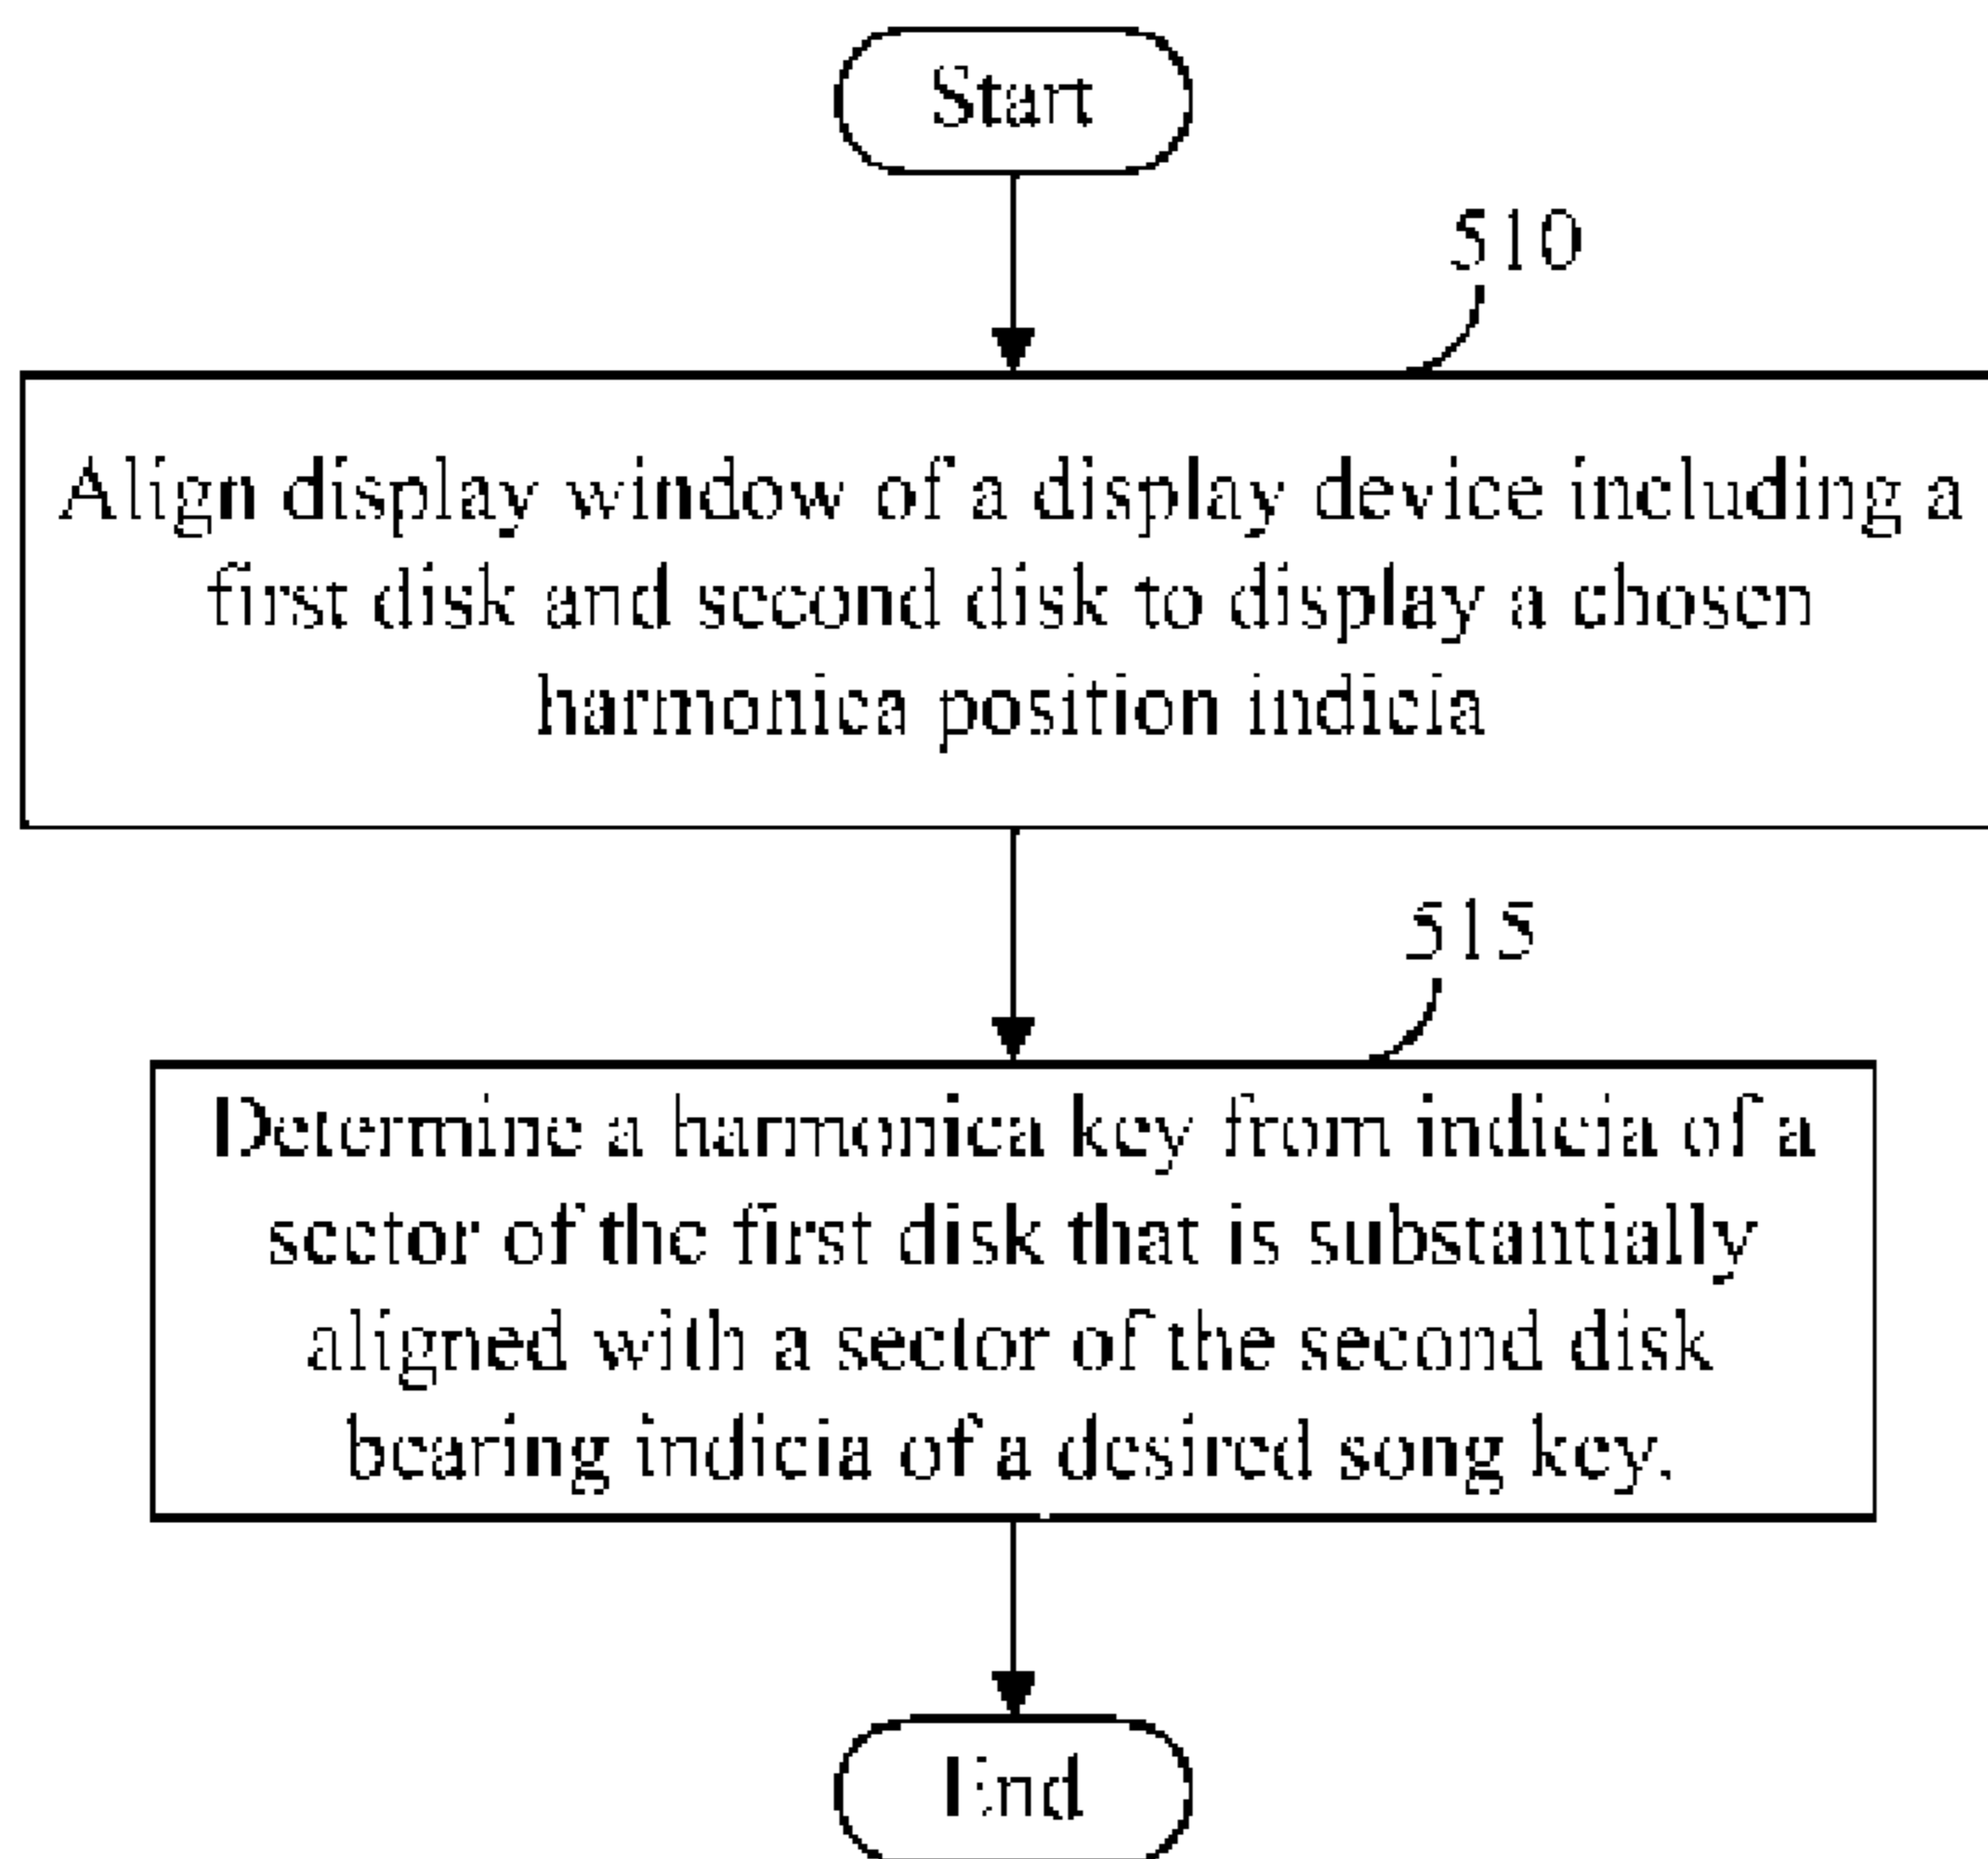 Start
510
Align display window of a display device including a
first disk and second disk to display a chosen
harmonica position indicia
515
Determine a harmonica key from indicia of a
sector of the first disk that is substantially
aligned with a sector of the second disk
bearing indicia of a desired song key.
End